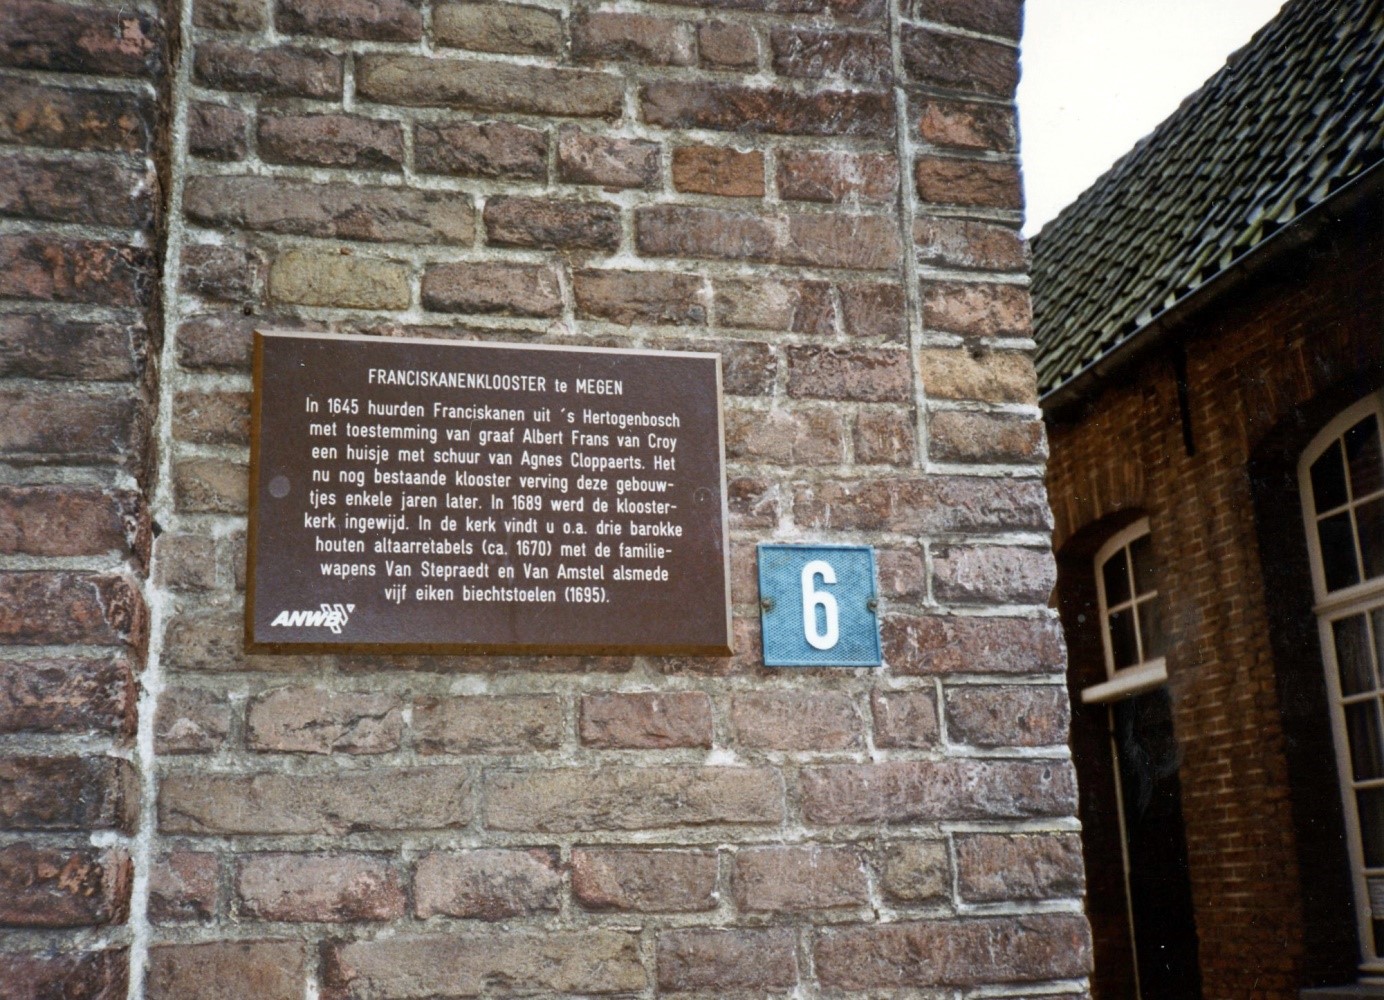 FRANCISKANENKLOOSTER te MEGEN
In 1645 huurden Franciskanen uit 's Hertogenbosch
met toestemming van graaf Albert Frans van Croy
een huisje met schuur van Agnes Cloppaerts. Het
nu nog bestaande klooster verving deze gebouw-
tjes enkele jaren later. In 1689 werd de klooster-
kerk ingewijd. In de kerk vindt u o.a. drie barokke
houten altaarretabels (ca. 1670) met de familie-
wapens Van Stepraedt en Van Amstel alsmede
vijf eiken biechtstoelen (1695).
ANWB
6